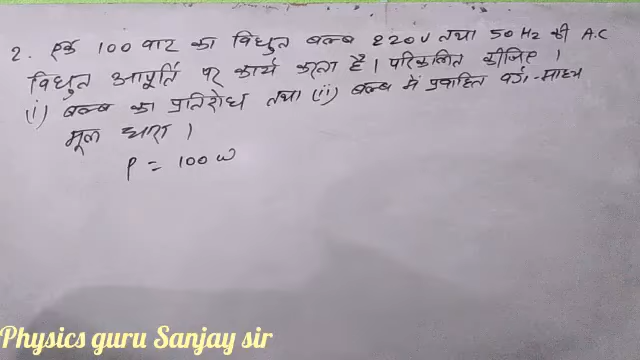 2. एक 100 वाट का विधुत बल्ब 220V तथा 50 Hz की A.C
विधुत आपूर्ति पर कार्य करता है। परिकलित कीजिए।
(i) बल्ब का प्रतिरोध तथा (ii) बल्ब में प्रवाहित वर्ग-माध्य
मूल धारा।
P = 100 W
Physics guru Sanjay sir